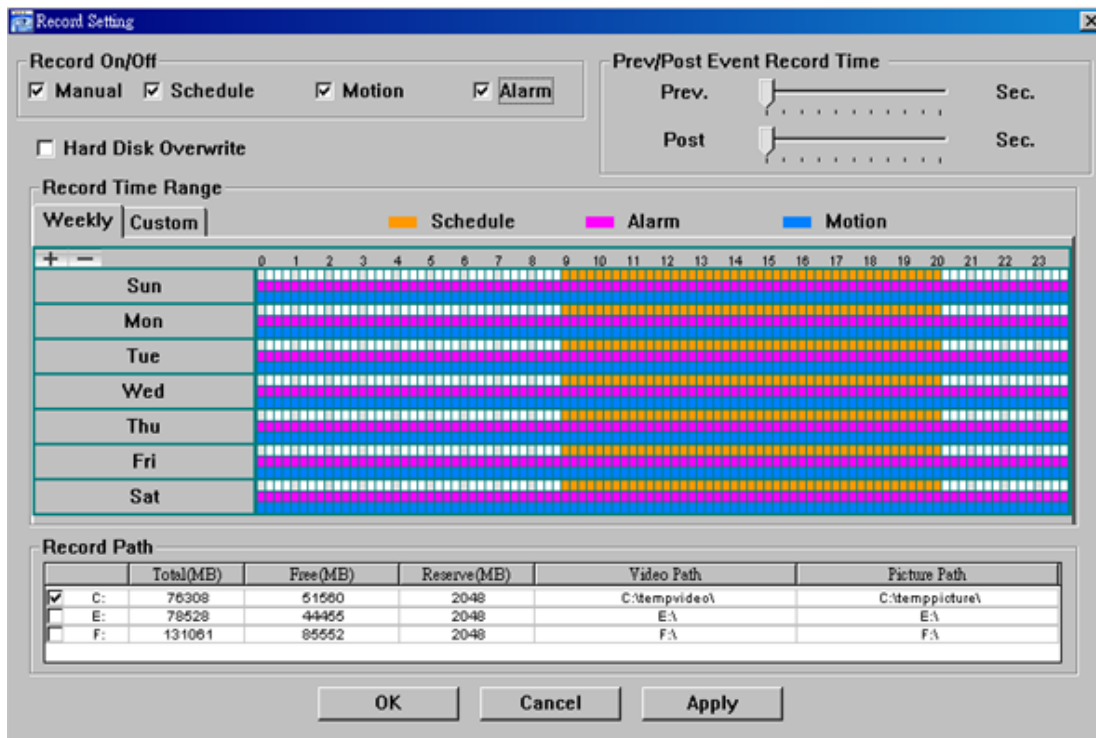 Record Setting
Record On/Off
Manual Schedule Motion Alarm
Prev/Post Event Record Time
Prev. Sec.
Post Sec.
Hard Disk Overwrite
Record Time Range
Weekly Custom
Schedule Alarm Motion
+ − 0 1 2 3 4 5 6 7 8 9 10 11 12 13 14 15 16 17 18 19 20 21 22 23
Sun
Mon
Tue
Wed
Thu
Fri
Sat
Record Path
Total(MB) Free(MB) Reserve(MB) Video Path Picture Path
C: 76308 51560 2048 C:\tempvideo\ C:\temppicture\
E: 78528 44455 2048 E:\ E:\
F: 131061 85552 2048 F:\ F:\
OK Cancel Apply